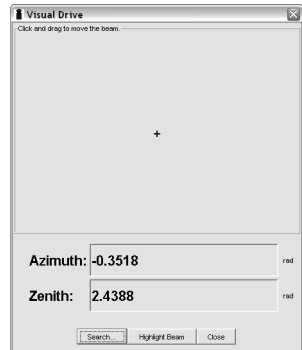 Visual Drive
Click and drag to move the beam.
Azimuth: -0.3518 rad
Zenith: 2.4388 rad
Search... Highlight Beam Close